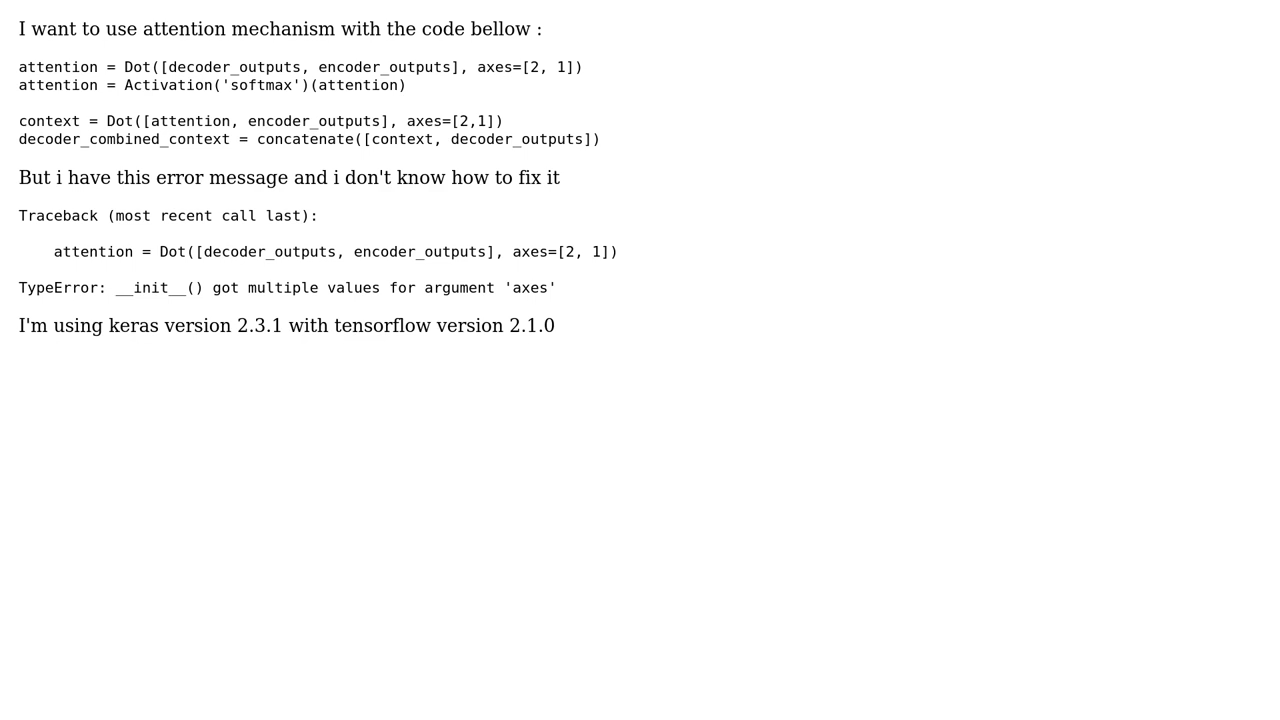 I want to use attention mechanism with the code bellow :
attention = Dot([decoder_outputs, encoder_outputs], axes=[2, 1])
attention = Activation('softmax')(attention)
context = Dot([attention, encoder_outputs], axes=[2,1])
decoder_combined_context = concatenate([context, decoder_outputs])
But i have this error message and i don't know how to fix it
Traceback (most recent call last):
    attention = Dot([decoder_outputs, encoder_outputs], axes=[2, 1])
TypeError: __init__() got multiple values for argument 'axes'
I'm using keras version 2.3.1 with tensorflow version 2.1.0